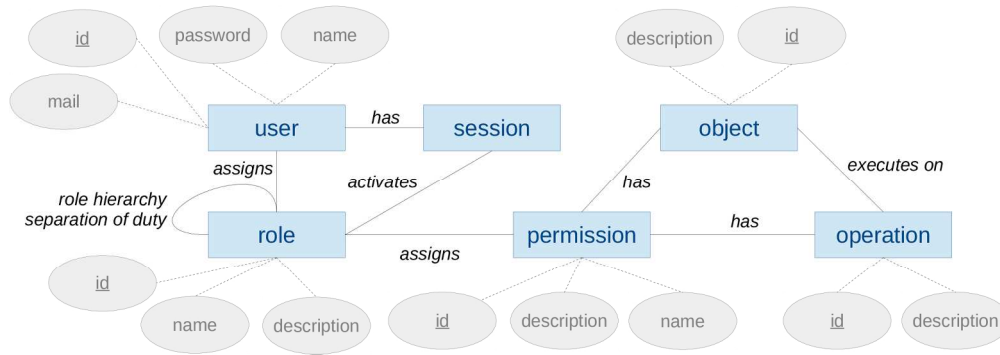 id
password
name
description
id
mail
user
has
session
object
assigns
activates
has
executes on
role hierarchy
separation of duty
role
assigns
permission
has
operation
id
name
description
id
description
name
id
description